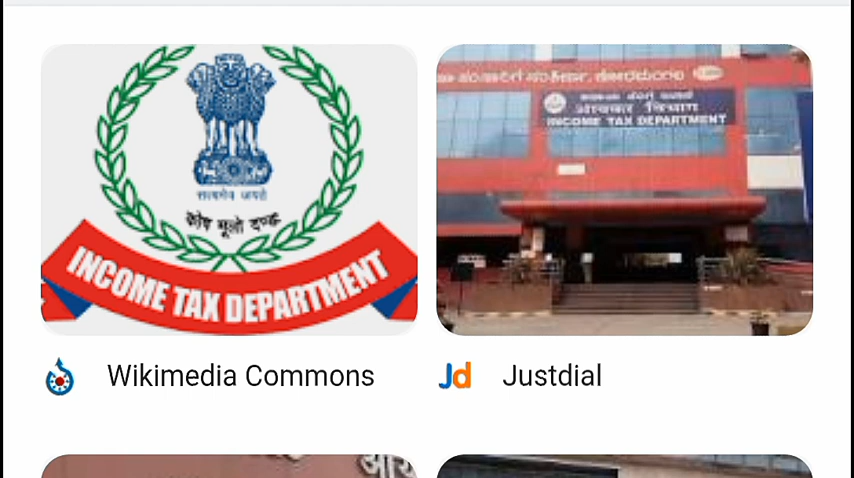 सत्यमेव जयते
कोष मूलो दण्डः
INCOME TAX DEPARTMENT
आयकर विभाग
INCOME TAX DEPARTMENT
Wikimedia Commons
Jd Justdial